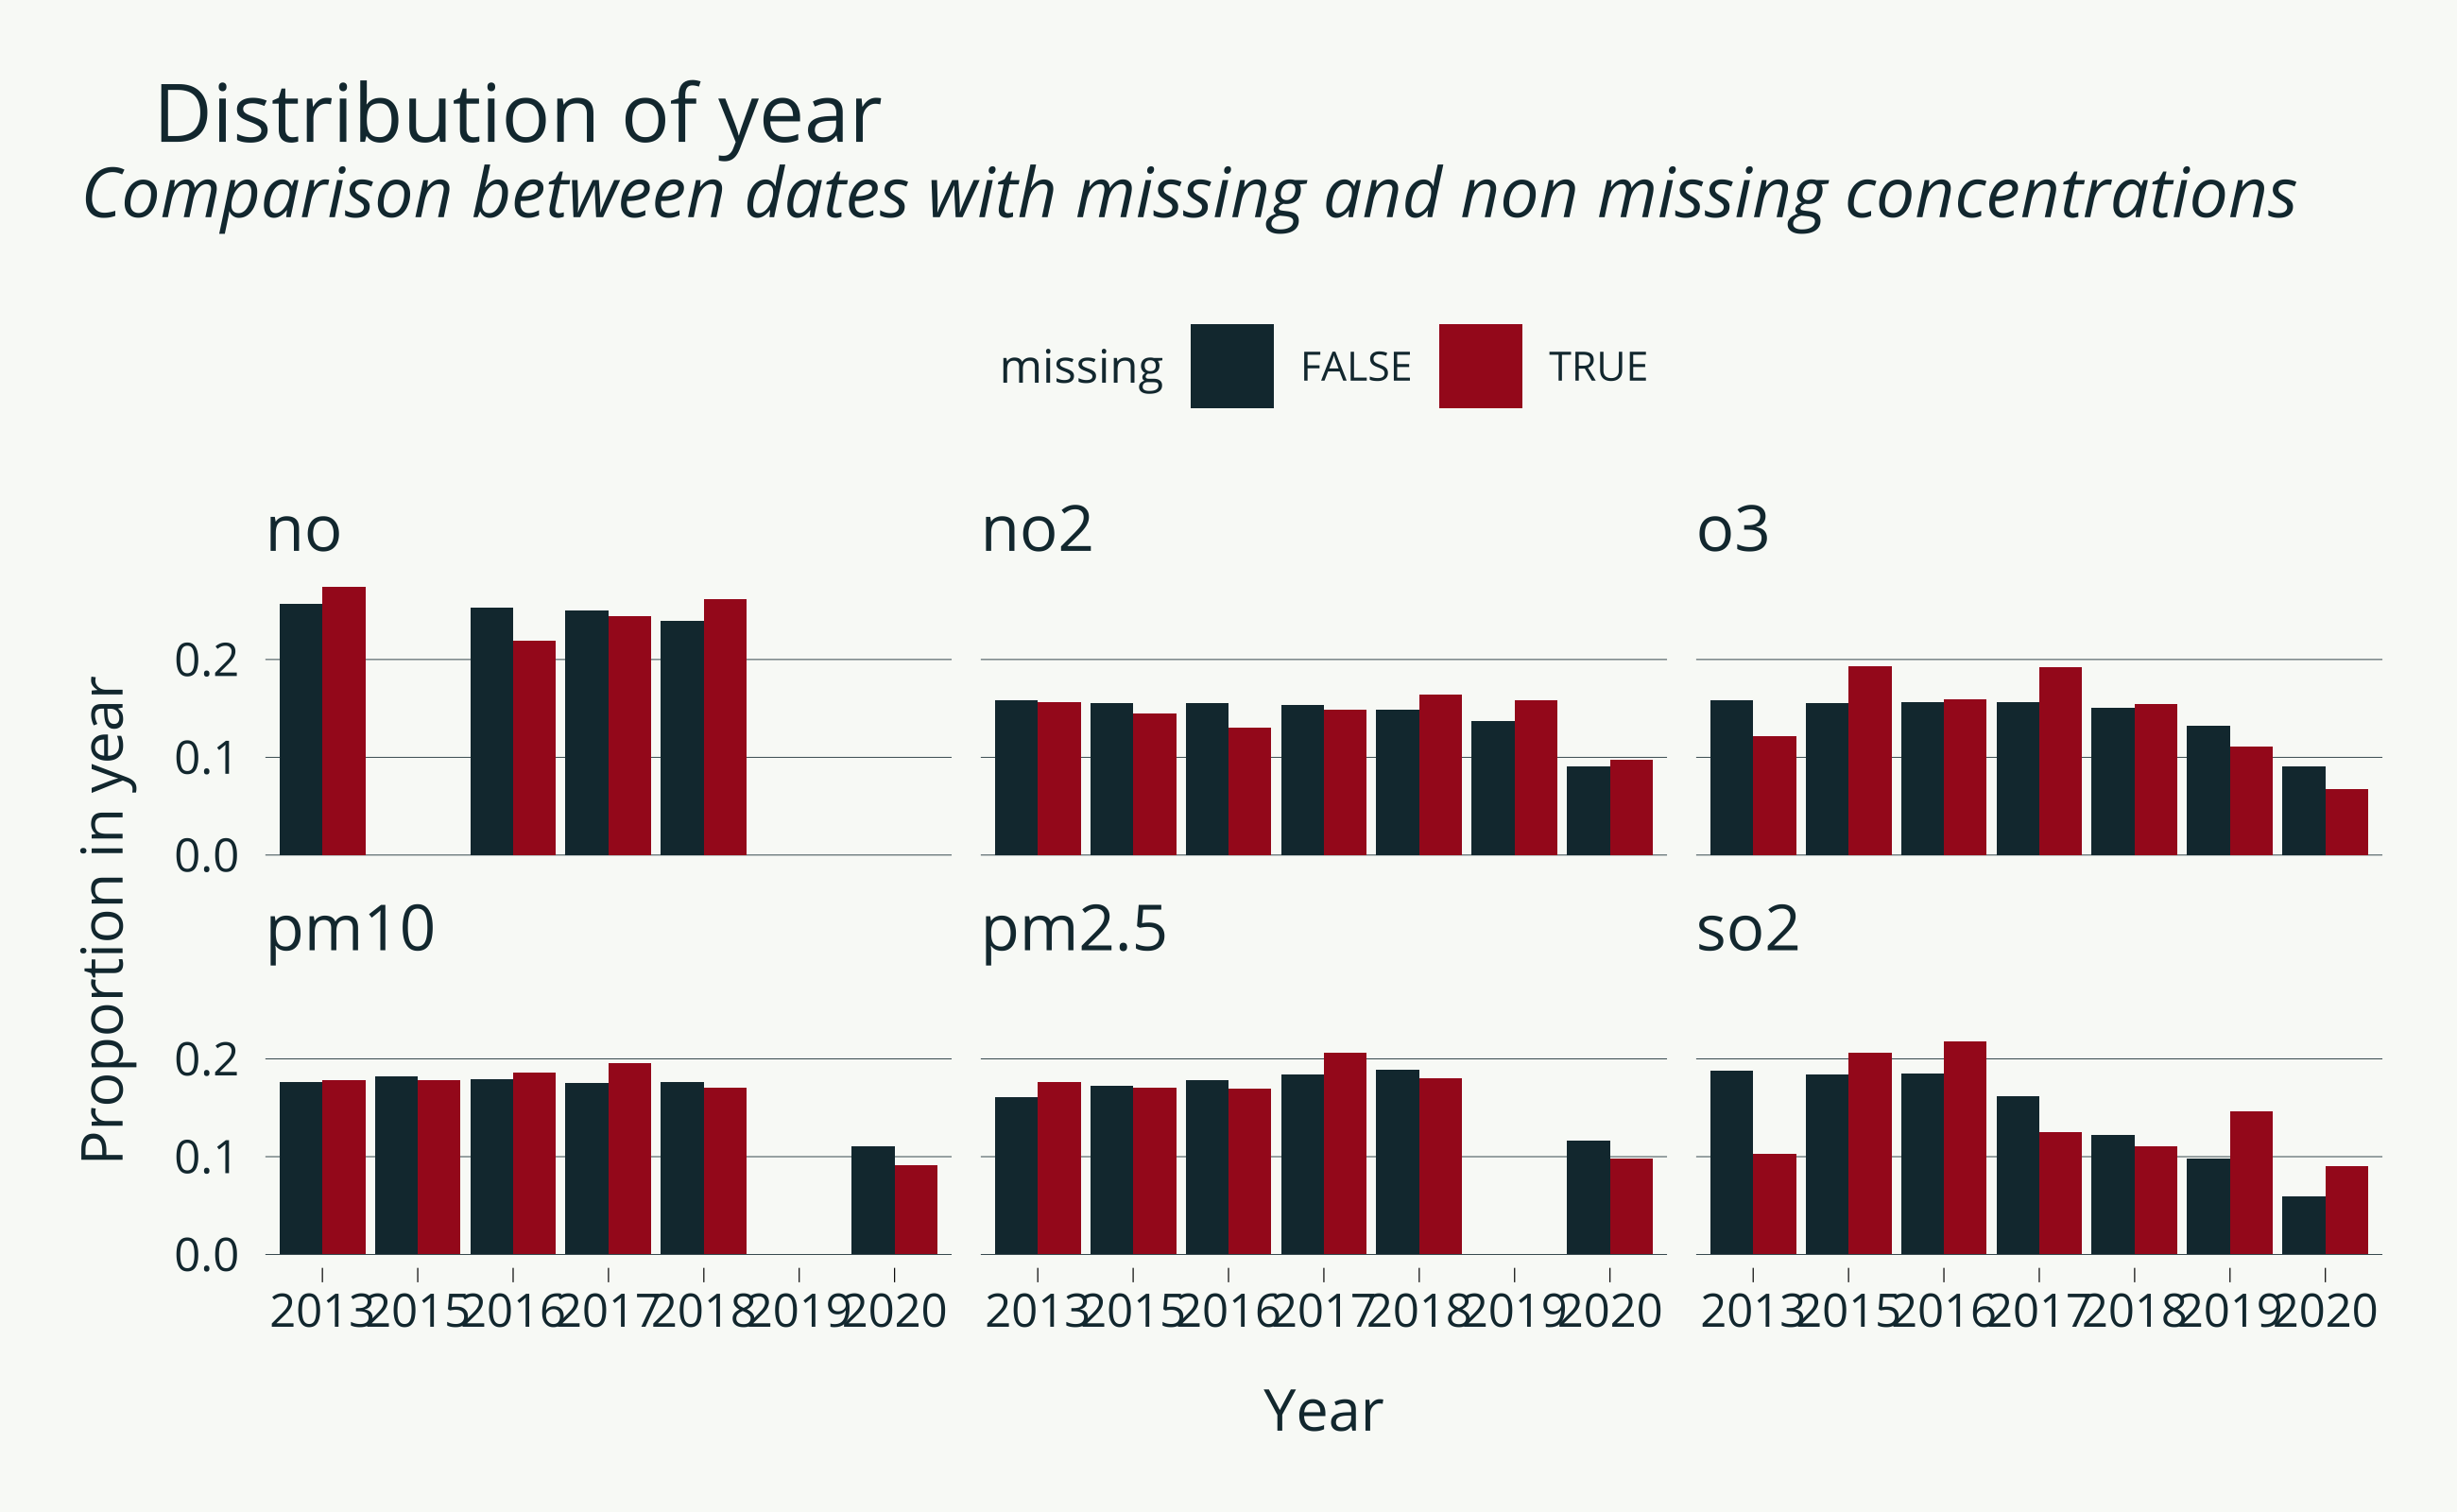 Distribution of year
Comparison between dates with missing and non missing concentrations
missing FALSE TRUE
no no2 o3
0.2
0.1
0.0
pm10 pm2.5 so2
0.2
0.1
0.0
2013 2015 2016 2017 2018 2019 2020 2013 2015 2016 2017 2018 2019 2020 2013 2015 2016 2017 2018 2019 2020
Year
Proportion in year